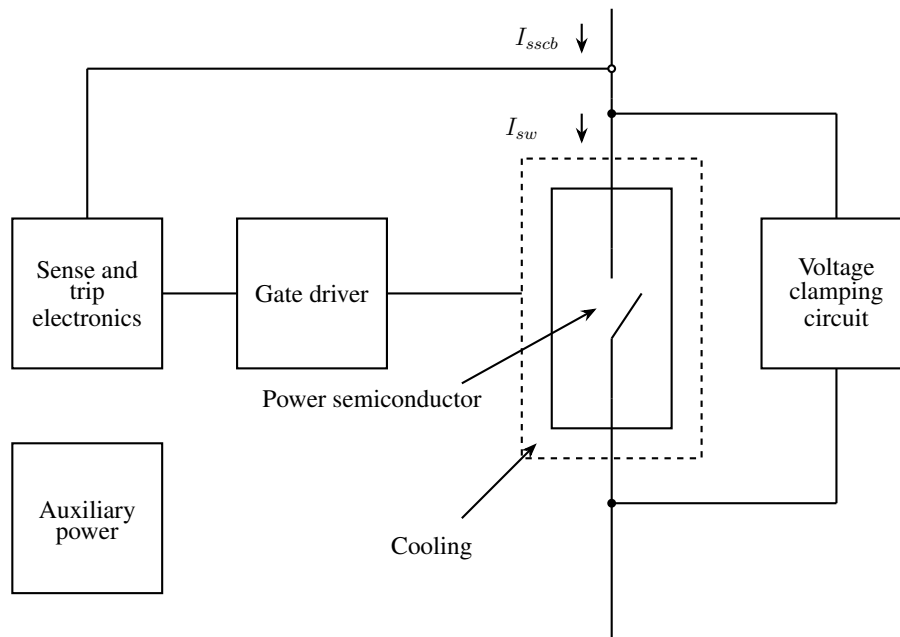 I_sscb
I_sw
Sense and
trip
electronics
Gate driver
Voltage
clamping
circuit
Power semiconductor
Auxiliary
power
Cooling